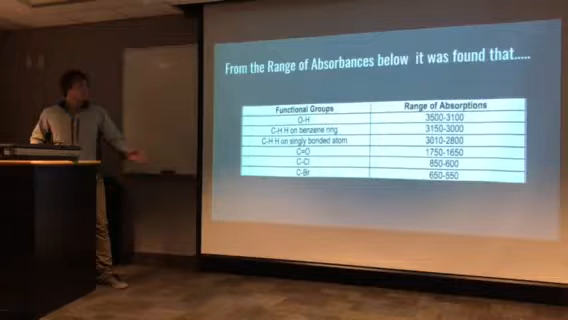 From the Range of Absorbances below it was found that.....
Functional Groups Range of Absorptions
O-H 3500-3100
C-H H on benzene ring 3150-3000
C-H H on singly bonded atom 3010-2800
C=O 1750-1650
C-Cl 850-600
C-Br 650-550